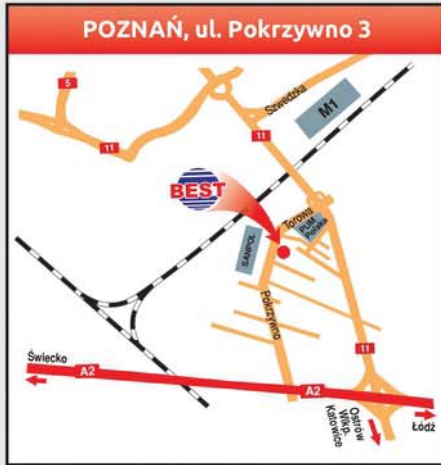 POZNAŃ, ul. Pokrzywno 3
5
11
Szwedzka
M1
11
BEST
Torowa
PUM
Polska
SANPOL
Pokrzywno
11
Świecko
A2
A2
Ostrów
Wlkp.
Katowice
Łódź